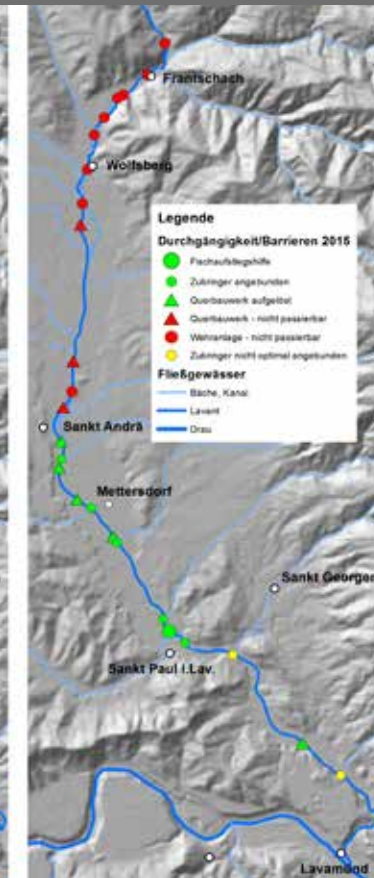 Frantschach
Wolfsberg
Legende
Durchgängigkeit/Barrieren 2015
Fischaufstiegshilfe
Zubringer angebunden
Querbauwerk aufgelöst
Querbauwerk - nicht passierbar
Wehranlage - nicht passierbar
Zubringer nicht optimal angebunden
Fließgewässer
Bäche, Kanal
Lavant
Drau
Sankt Andrä
Mettersdorf
Sankt Georgen
Sankt Paul i.Lav.
Lavamünd